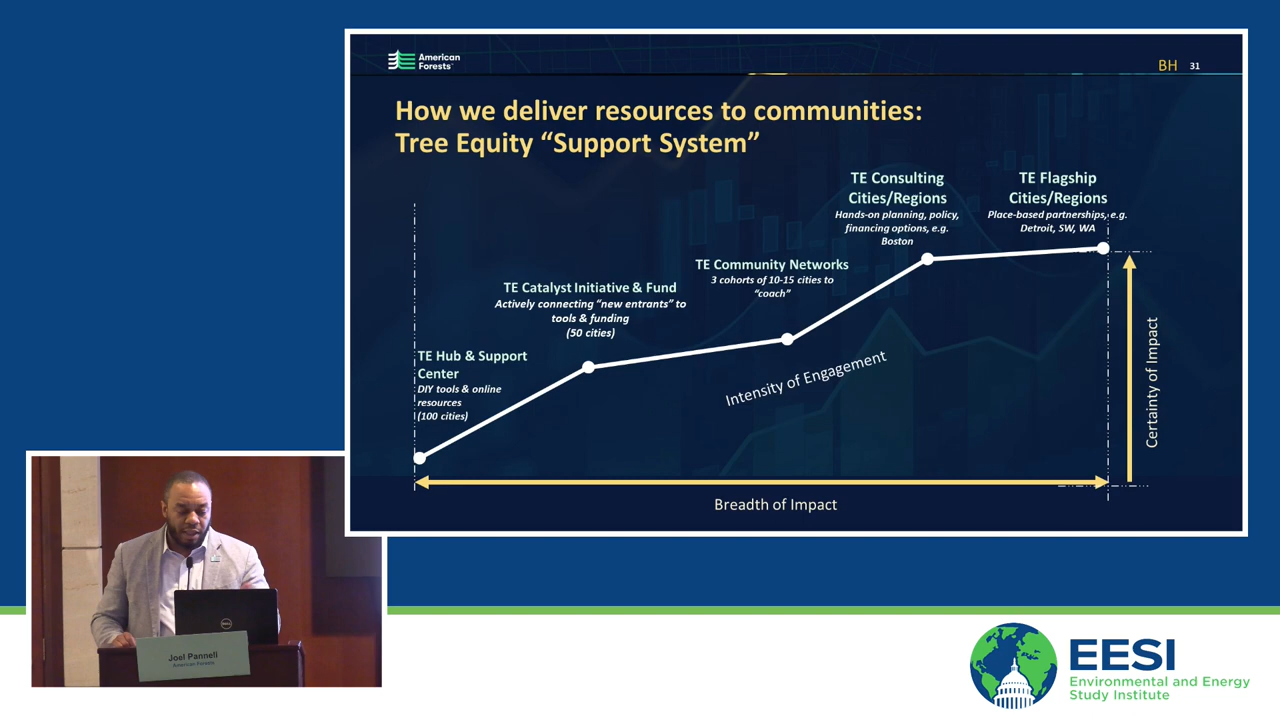 American
Forests
BH 31
How we deliver resources to communities:
Tree Equity “Support System”
TE Consulting
Cities/Regions
Hands-on planning, policy,
financing options, e.g.
Boston
TE Flagship
Cities/Regions
Place-based partnerships, e.g.
Detroit, SW, WA
TE Community Networks
3 cohorts of 10-15 cities to
“coach”
TE Catalyst Initiative & Fund
Actively connecting “new entrants” to
tools & funding
(50 cities)
TE Hub & Support
Center
DIY tools & online
resources
(100 cities)
Intensity of Engagement
Certainty of Impact
Breadth of Impact
DELL
Joel Pannell
American Forests
EESI
Environmental and Energy
Study Institute